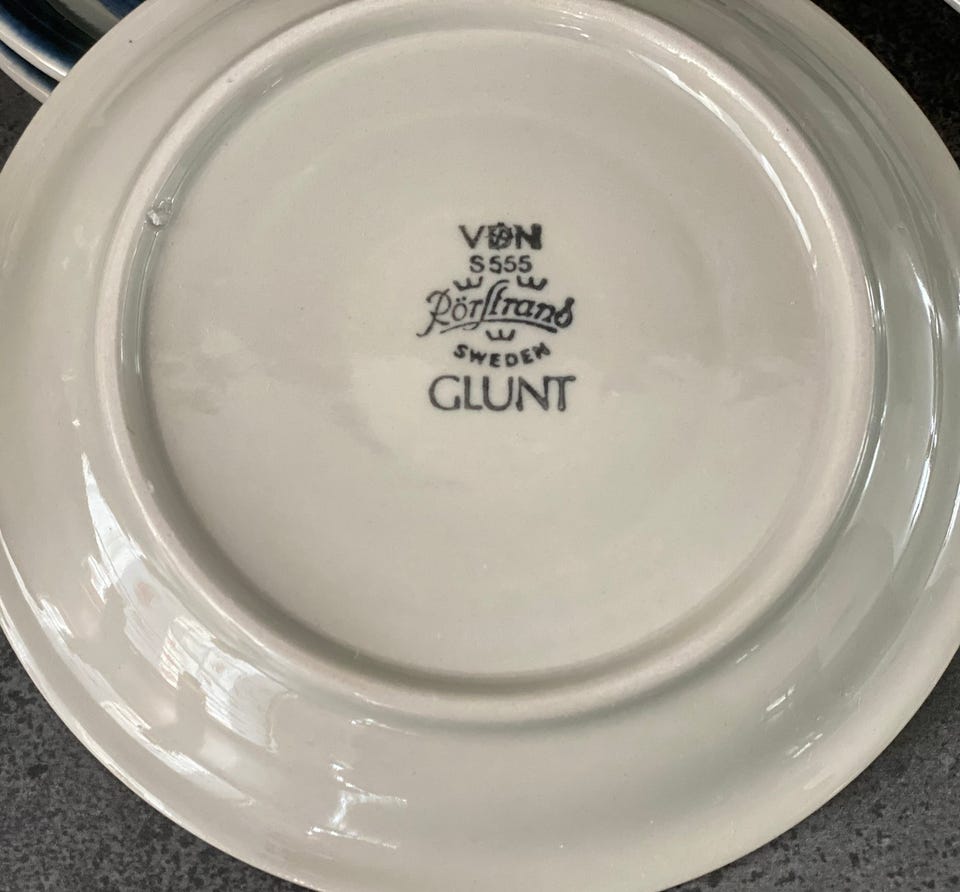 VDN
S555
Rörstrand
SWEDEN
GLUNT